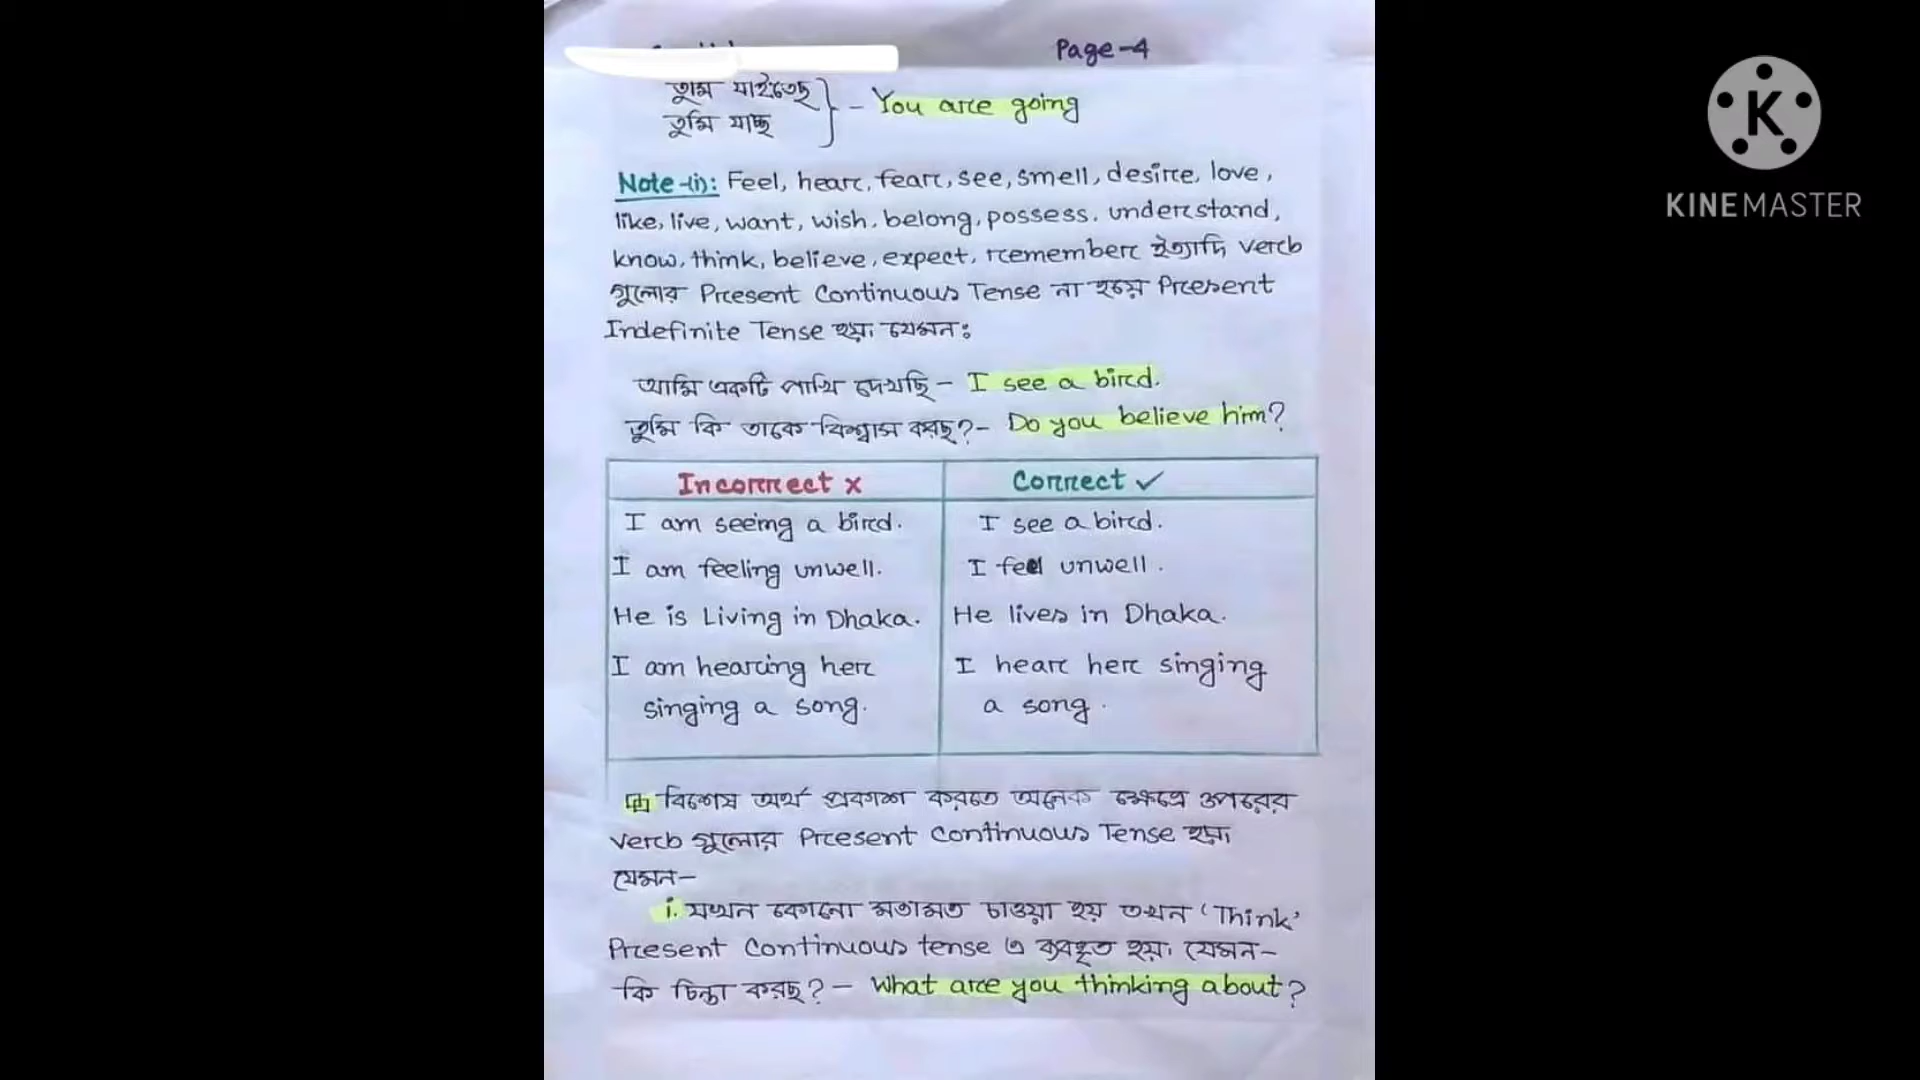 Page-4
তুমি যাইতেছ
তুমি যাচ্ছ
} - You are going
Note-(i): Feel, hear, fear, see, smell, desire, love,
like, live, want, wish, belong, possess, understand,
know, think, believe, expect, remember ইত্যাদি verb
গুলোর Present Continuous Tense না হয়ে Present
Indefinite Tense হয়। যেমন:
আমি একটি পাখি দেখছি - I see a bird.
তুমি কি তাকে বিশ্বাস করছ? - Do you believe him?
Incorrect x
Correct ✓
I am seeing a bird.
I see a bird.
I am feeling unwell.
I feel unwell.
He is Living in Dhaka.
He lives in Dhaka.
I am hearing her
I hear her singing
singing a song.
a song.
বিশেষ অর্থ প্রকাশ করতে অনেক ক্ষেত্রে উপরের
verb গুলোর Present Continuous Tense হয়।
যেমন-
i. যখন কোনো মতামত চাওয়া হয় তখন 'Think'
Present Continuous tense এ ব্যবহৃত হয়। যেমন-
কি চিন্তা করছ? - What are you thinking about?
K
KINEMASTER